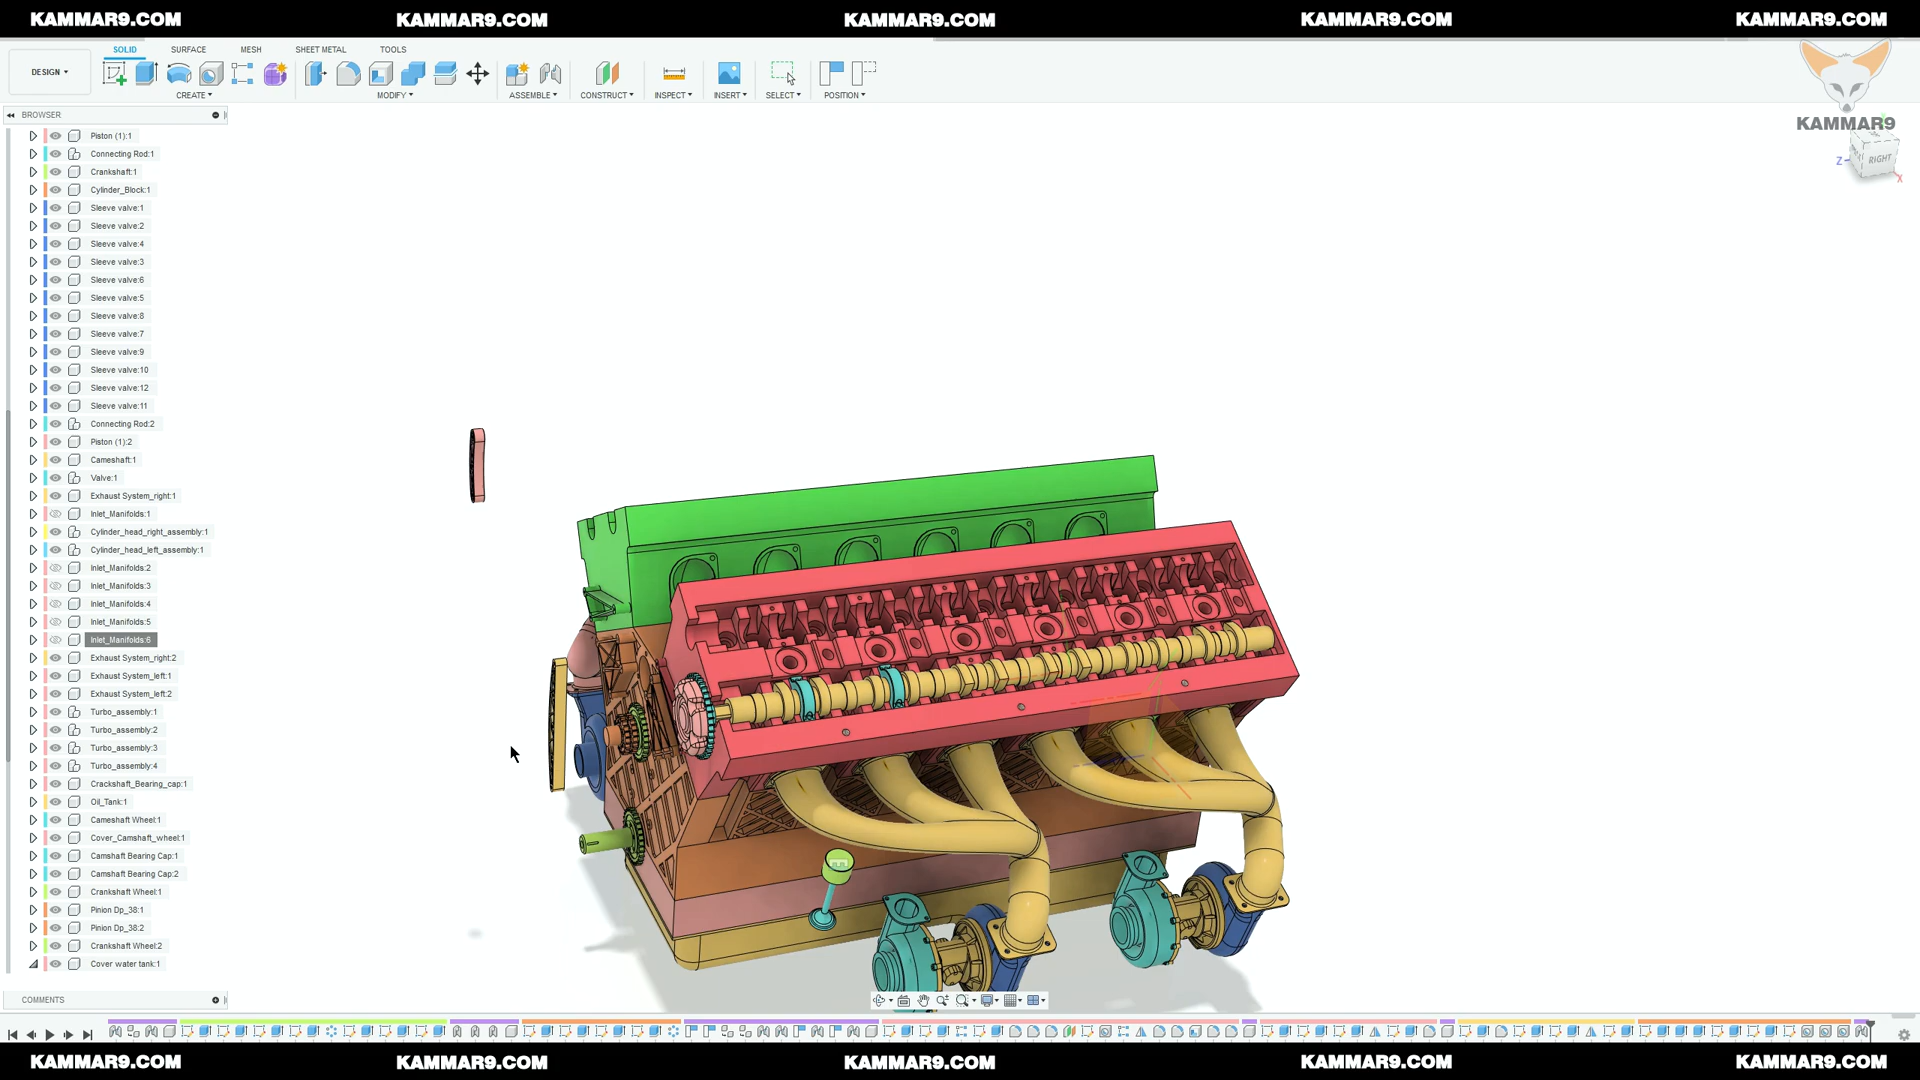 KAMMAR9.COM KAMMAR9.COM KAMMAR9.COM KAMMAR9.COM KAMMAR9.COM
SOLID SURFACE MESH SHEET METAL TOOLS
DESIGN
CREATE MODIFY ASSEMBLE CONSTRUCT INSPECT INSERT SELECT POSITION
BROWSER
KAMMAR9
Z RIGHT X
Piston (1):1
Connecting Rod:1
Crankshaft:1
Cylinder_Block:1
Sleeve valve:1
Sleeve valve:2
Sleeve valve:4
Sleeve valve:3
Sleeve valve:6
Sleeve valve:5
Sleeve valve:8
Sleeve valve:7
Sleeve valve:9
Sleeve valve:10
Sleeve valve:12
Sleeve valve:11
Connecting Rod:2
Piston (1):2
Cameshaft:1
Valve:1
Exhaust System_right:1
Inlet_Manifolds:1
Cylinder_head_right_assembly:1
Cylinder_head_left_assembly:1
Inlet_Manifolds:2
Inlet_Manifolds:3
Inlet_Manifolds:4
Inlet_Manifolds:5
Inlet_Manifolds:6
Exhaust System_right:2
Exhaust System_left:1
Exhaust System_left:2
Turbo_assembly:1
Turbo_assembly:2
Turbo_assembly:3
Turbo_assembly:4
Crackshaft_Bearing_cap:1
Oil_Tank:1
Cameshaft Wheel:1
Cover_Camshaft_wheel:1
Camshaft Bearing Cap:1
Camshaft Bearing Cap:2
Crankshaft Wheel:1
Pinion Dp_38:1
Pinion Dp_38:2
Crankshaft Wheel:2
Cover water tank:1
COMMENTS
KAMMAR9.COM KAMMAR9.COM KAMMAR9.COM KAMMAR9.COM KAMMAR9.COM